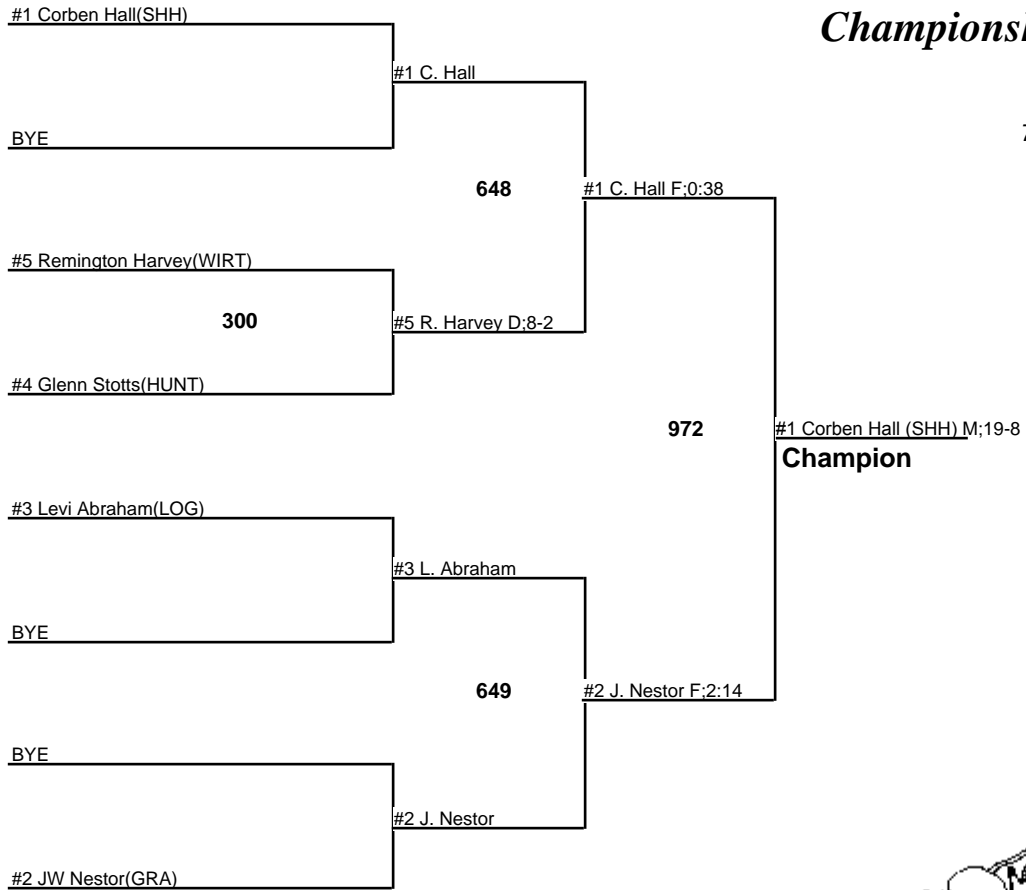 #1 Corben Hall(SHH)
Championsh
#1 C. Hall
BYE
7
648
#1 C. Hall F;0:38
#5 Remington Harvey(WIRT)
300
#5 R. Harvey D;8-2
#4 Glenn Stotts(HUNT)
972
#1 Corben Hall (SHH) M;19-8
Champion
#3 Levi Abraham(LOG)
#3 L. Abraham
BYE
649
#2 J. Nestor F;2:14
BYE
#2 J. Nestor
#2 JW Nestor(GRA)